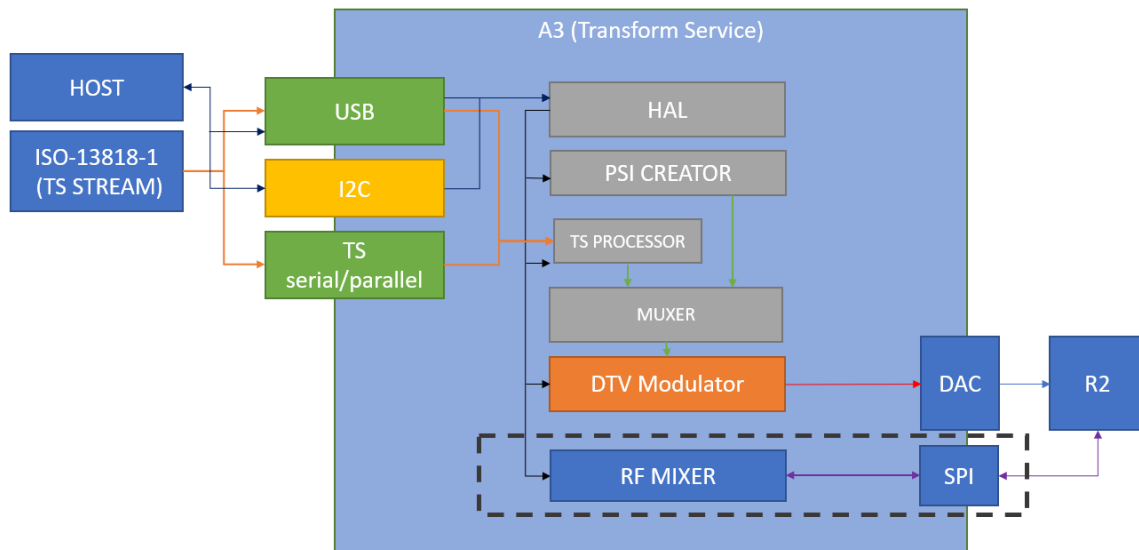 A3 (Transform Service)
HOST
ISO-13818-1
(TS STREAM)
USB
I2C
TS
serial/parallel
HAL
PSI CREATOR
TS PROCESSOR
MUXER
DTV Modulator
DAC
R2
RF MIXER
SPI